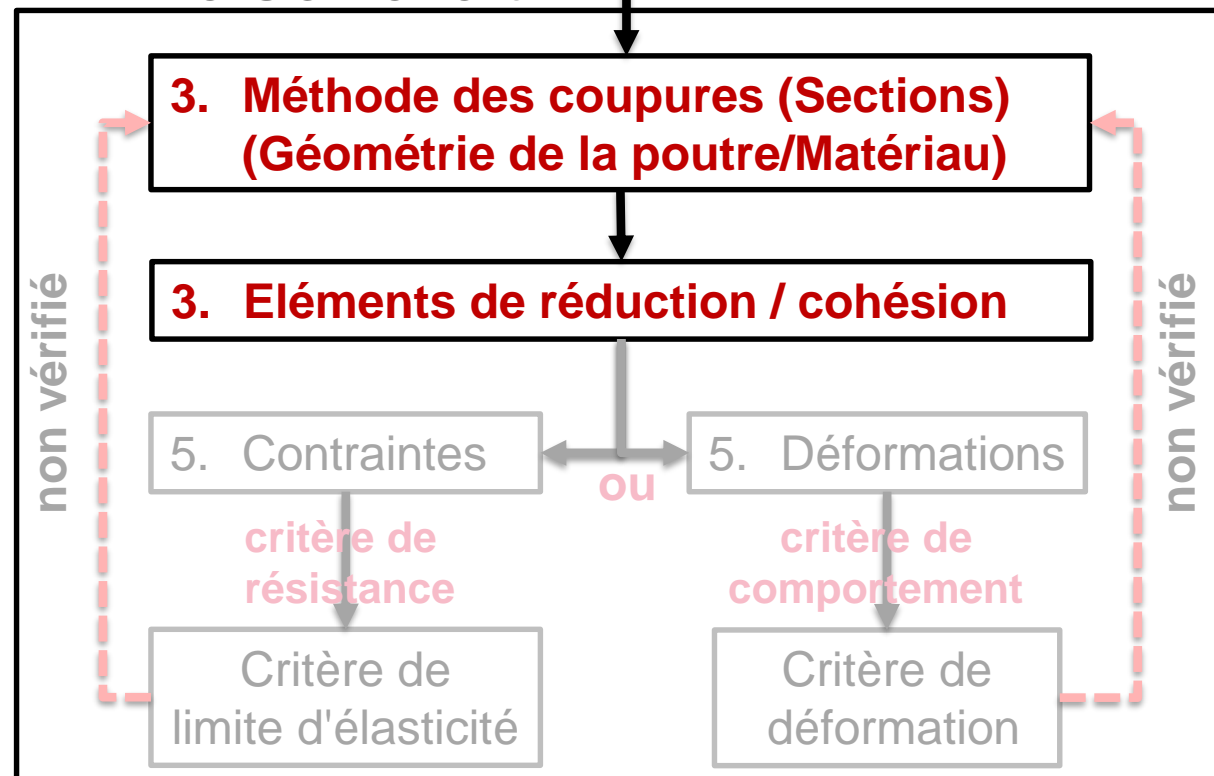 3. Méthode des coupures (Sections)
(Géométrie de la poutre/Matériau)
3. Eléments de réduction / cohésion
non vérifié
non vérifié
5. Contraintes
ou
5. Déformations
critère de
résistance
critère de
comportement
Critère de
limite d'élasticité
Critère de
déformation